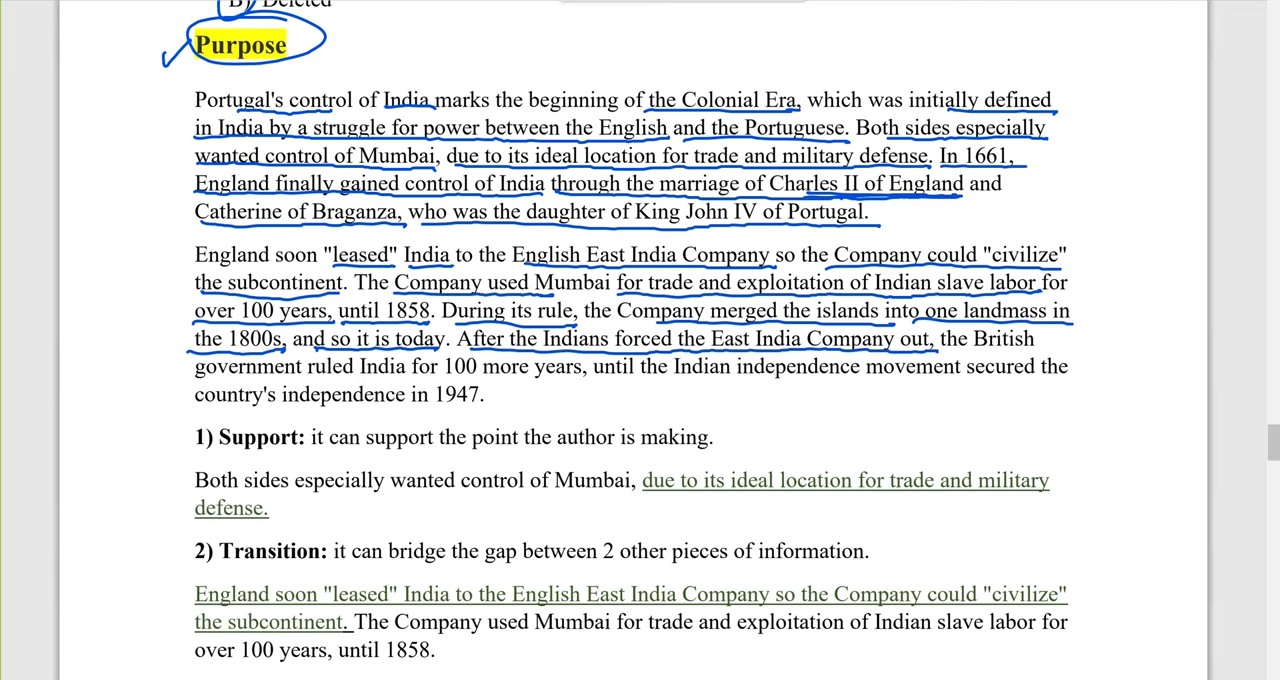 B) Deleted
Purpose
Portugal's control of India marks the beginning of the Colonial Era, which was initially defined
in India by a struggle for power between the English and the Portuguese. Both sides especially
wanted control of Mumbai, due to its ideal location for trade and military defense. In 1661,
England finally gained control of India through the marriage of Charles II of England and
Catherine of Braganza, who was the daughter of King John IV of Portugal.
England soon "leased" India to the English East India Company so the Company could "civilize"
the subcontinent. The Company used Mumbai for trade and exploitation of Indian slave labor for
over 100 years, until 1858. During its rule, the Company merged the islands into one landmass in
the 1800s, and so it is today. After the Indians forced the East India Company out, the British
government ruled India for 100 more years, until the Indian independence movement secured the
country's independence in 1947.
1) Support: it can support the point the author is making.
Both sides especially wanted control of Mumbai, due to its ideal location for trade and military
defense.
2) Transition: it can bridge the gap between 2 other pieces of information.
England soon "leased" India to the English East India Company so the Company could "civilize"
the subcontinent. The Company used Mumbai for trade and exploitation of Indian slave labor for
over 100 years, until 1858.